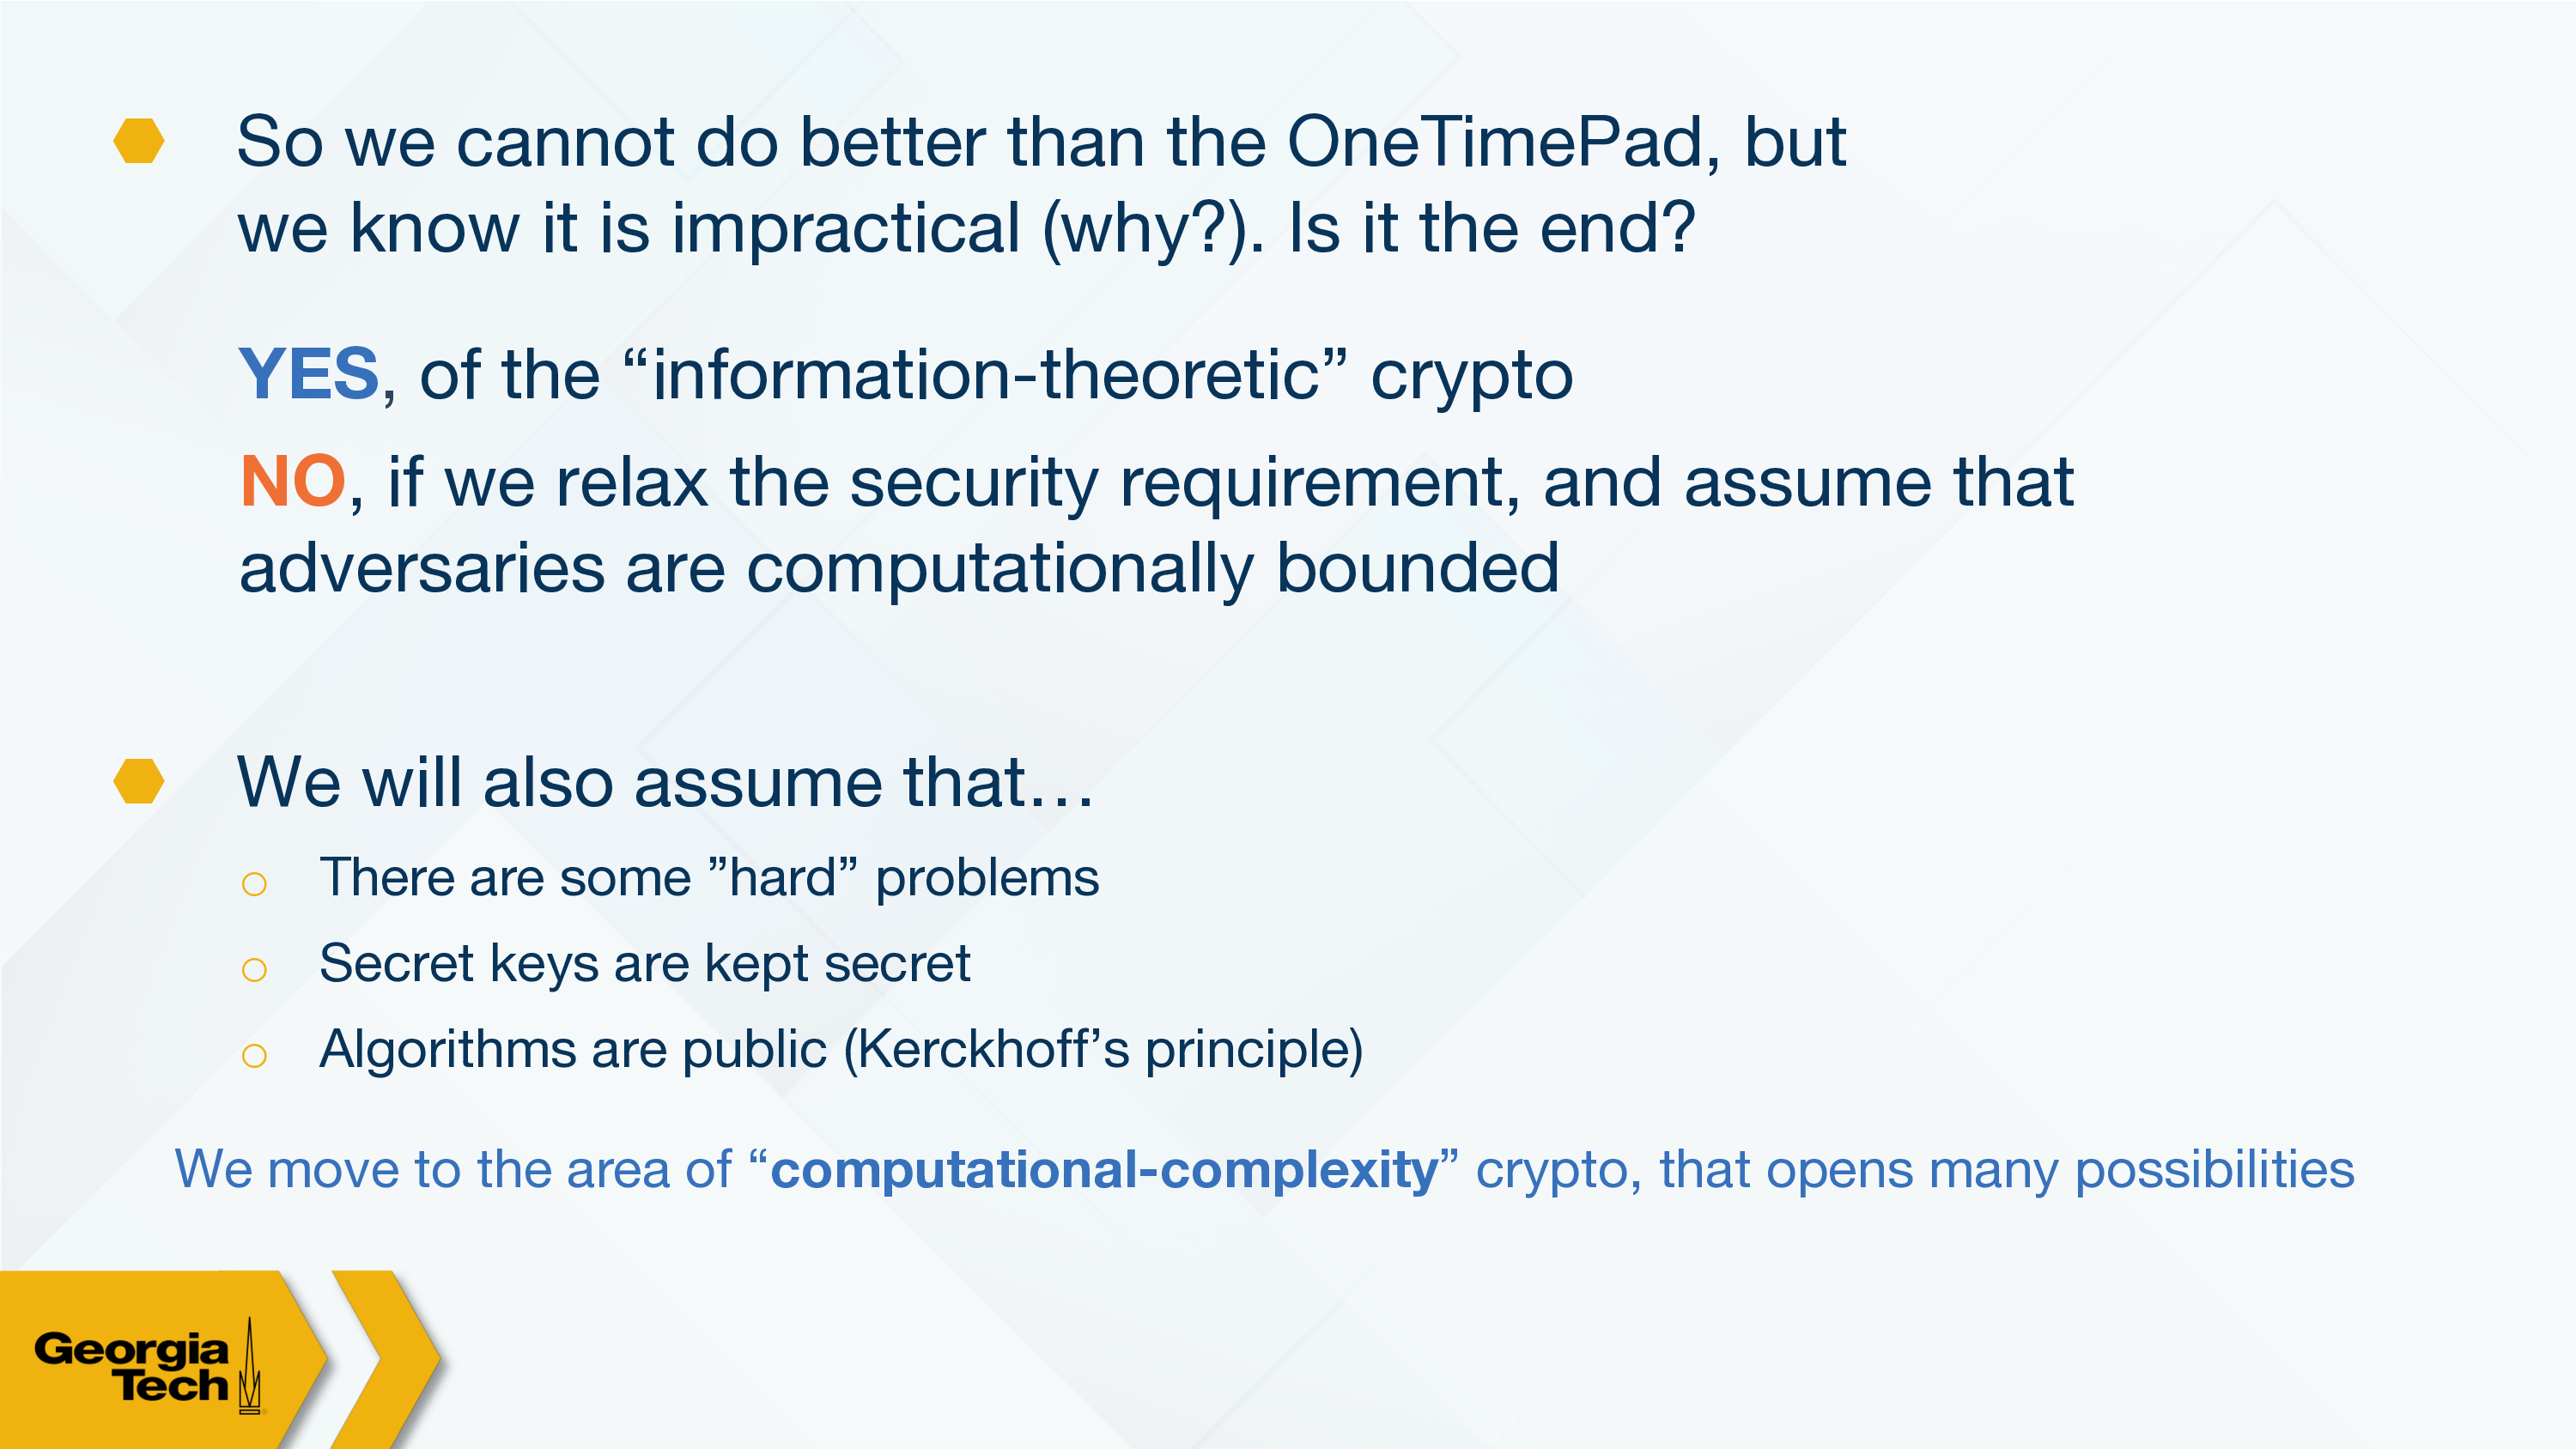 So we cannot do better than the OneTimePad, but
we know it is impractical (why?). Is it the end?
YES, of the “information-theoretic” crypto
NO, if we relax the security requirement, and assume that
adversaries are computationally bounded
We will also assume that…
There are some ”hard” problems
Secret keys are kept secret
Algorithms are public (Kerckhoff’s principle)
We move to the area of “computational-complexity” crypto, that opens many possibilities
Georgia
Tech